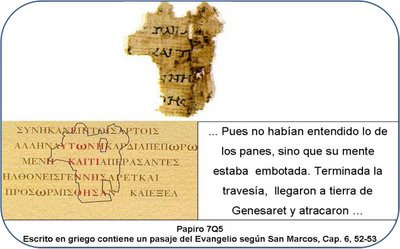 ΣΥΝΗΚΑΝΕΠΙΤΟΙΣΑΡΤΟΙΣ
ΑΛΛΗΝΑΥΤΩΝΗΚΑΡΔΙΑΠΕΠΩΡΩ
ΜΕΝΗ ΚΑΙΤΙΑΠΕΡΑΣΑΝΤΕΣ
ΗΛΘΟΝΕΙΣΓΕΝΝΗΣΑΡΕΤΚΑΙ
ΠΡΟΣΩΡΜΙΣΘΗΣΑΝ ΚΑΙΕΞΕΛ
... Pues no habían entendido lo de
los panes, sino que su mente
estaba embotada. Terminada la
travesía, llegaron a tierra de
Genesaret y atracaron ...
Papiro 7Q5
Escrito en griego contiene un pasaje del Evangelio según San Marcos, Cap. 6, 52-53